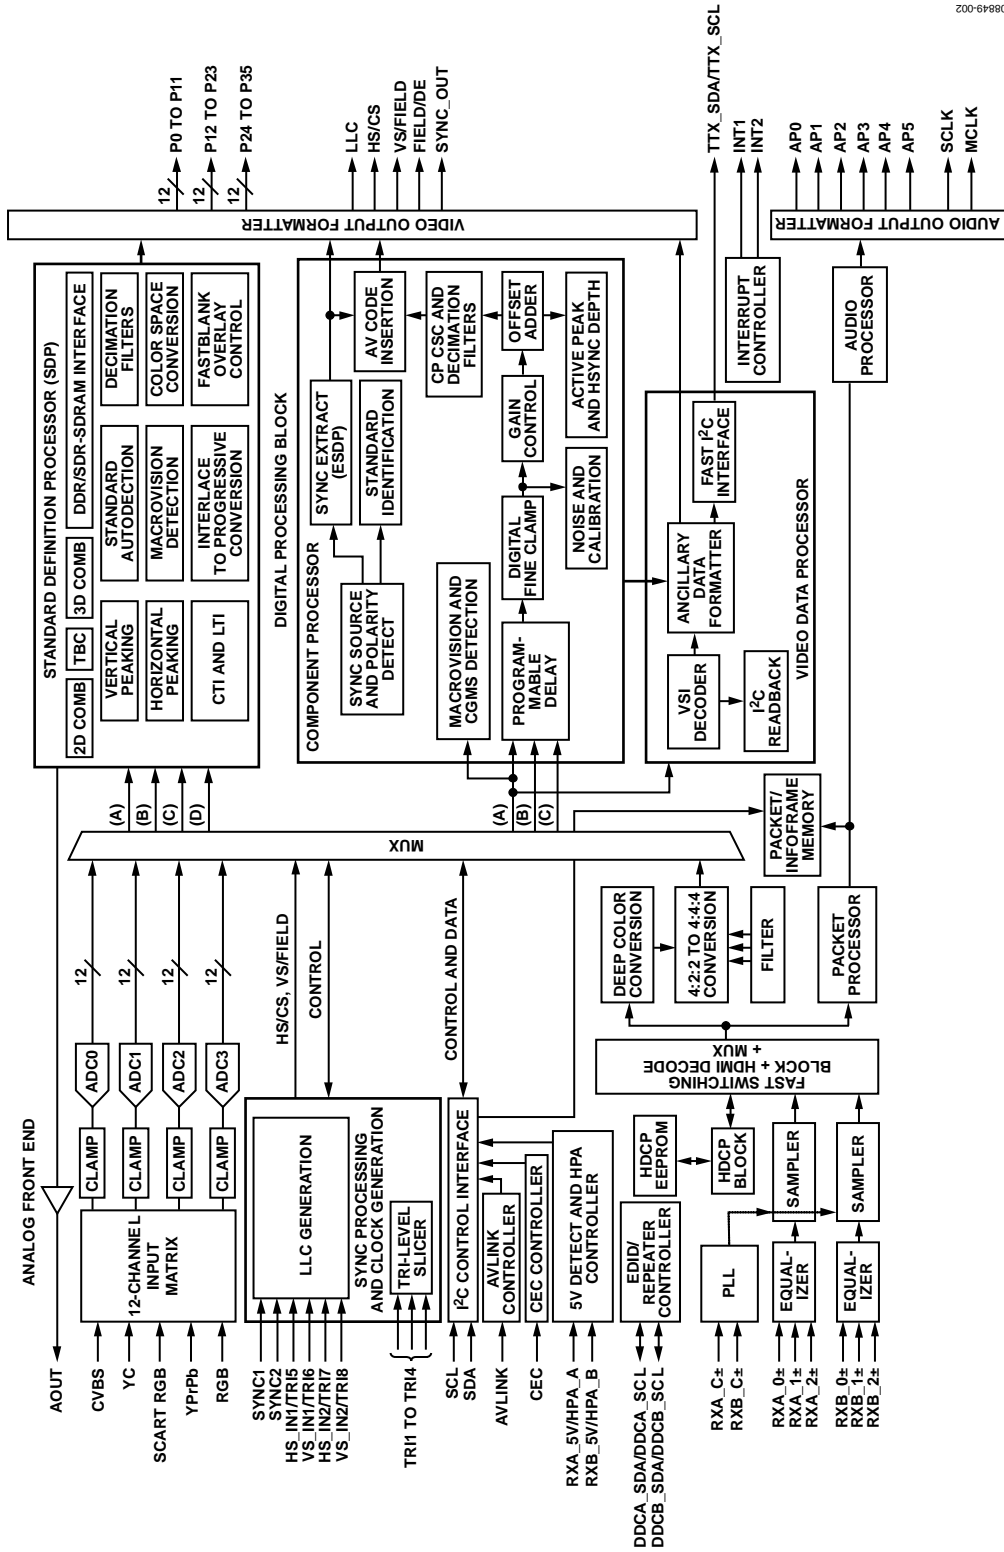 ANALOG FRONT END
AOUT
CVBS
YC
SCART RGB
YPrPb
RGB
12-CHANNEL
INPUT
MATRIX
CLAMP
CLAMP
CLAMP
CLAMP
ADC0
ADC1
ADC2
ADC3
12
12
12
12
SYNC1
SYNC2
HS_IN1/TRI5
VS_IN1/TRI6
HS_IN2/TRI7
VS_IN2/TRI8
TRI1 TO TRI4
LLC GENERATION
SYNC PROCESSING
AND CLOCK GENERATION
TRI-LEVEL
SLICER
HS/CS, VS/FIELD
CONTROL
SCL
SDA
I²C CONTROL INTERFACE
CONTROL AND DATA
AVLINK
AVLINK
CONTROLLER
CEC
CEC CONTROLLER
RXA_5V/HPA_A
RXB_5V/HPA_B
5V DETECT AND HPA
CONTROLLER
DDCA_SDA/DDCA_SCL
DDCB_SDA/DDCB_SCL
EDID/
REPEATER
CONTROLLER
HDCP
EEPROM
HDCP
BLOCK
RXA_C±
RXB_C±
PLL
RXA_0±
RXA_1±
RXA_2±
EQUAL-
IZER
SAMPLER
RXB_0±
RXB_1±
RXB_2±
EQUAL-
IZER
SAMPLER
FAST SWITCHING
BLOCK + HDMI DECODE
+ MUX
DEEP COLOR
CONVERSION
4:2:2 TO 4:4:4
CONVERSION
FILTER
PACKET
PROCESSOR
PACKET/
INFOFRAME
MEMORY
MUX
(A)
(B)
(C)
(D)
(A)
(B)
(C)
STANDARD DEFINITION PROCESSOR (SDP)
2D COMB
TBC
3D COMB
DDR/SDR-SDRAM INTERFACE
VERTICAL
PEAKING
STANDARD
AUTODECTION
DECIMATION
FILTERS
HORIZONTAL
PEAKING
MACROVISION
DETECTION
COLOR SPACE
CONVERSION
CTI AND LTI
INTERLACE
TO PROGRESSIVE
CONVERSION
FASTBLANK
OVERLAY
CONTROL
DIGITAL PROCESSING BLOCK
COMPONENT PROCESSOR
SYNC SOURCE
AND POLARITY
DETECT
SYNC EXTRACT
(ESDP)
STANDARD
IDENTIFICATION
AV CODE
INSERTION
MACROVISION AND
CGMS DETECTION
CP CSC AND
DECIMATION
FILTERS
PROGRAM-
MABLE
DELAY
DIGITAL
FINE CLAMP
GAIN
CONTROL
OFFSET
ADDER
NOISE AND
CALIBRATION
ACTIVE PEAK
AND HSYNC DEPTH
VSI
DECODER
ANCILLARY
DATA
FORMATTER
FAST I²C
INTERFACE
I²C
READBACK
VIDEO DATA PROCESSOR
INTERRUPT
CONTROLLER
AUDIO
PROCESSOR
VIDEO OUTPUT FORMATTER
AUDIO OUTPUT FORMATTER
12
P0 TO P11
12
P12 TO P23
12
P24 TO P35
LLC
HS/CS
VS/FIELD
FIELD/DE
SYNC_OUT
TTX_SDA/TTX_SCL
INT1
INT2
AP0
AP1
AP2
AP3
AP4
AP5
SCLK
MCLK
08849-002